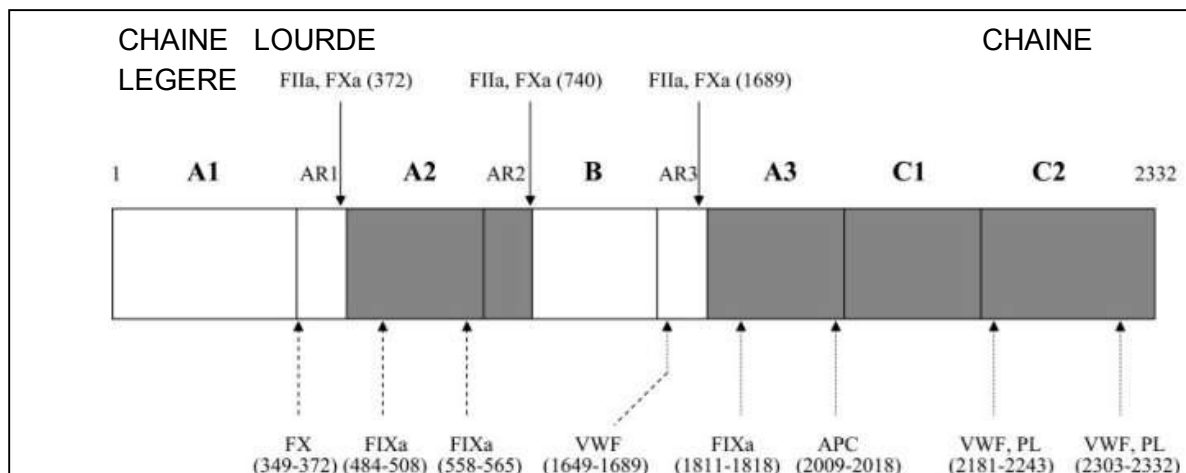 CHAINE LOURDE CHAINE
LEGERE
FIIa, FXa (372) FIIa, FXa (740) FIIa, FXa (1689)
1 A1 AR1 A2 AR2 B AR3 A3 C1 C2 2332
FX FIXa FIXa VWF FIXa APC VWF, PL VWF, PL
(349-372) (484-508) (558-565) (1649-1689) (1811-1818) (2009-2018) (2181-2243) (2303-2332)